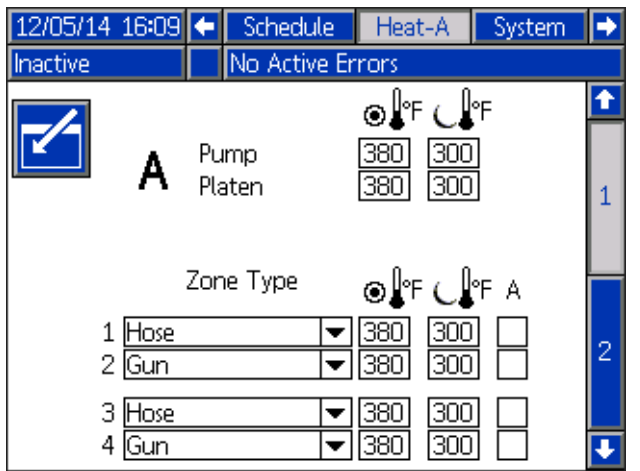 12/05/14 16:09 Schedule Heat-A System
Inactive No Active Errors
°F °F
A
Pump 380 300
Platen 380 300
1
Zone Type °F °F A
1 Hose 380 300
2 Gun 380 300
2
3 Hose 380 300
4 Gun 380 300